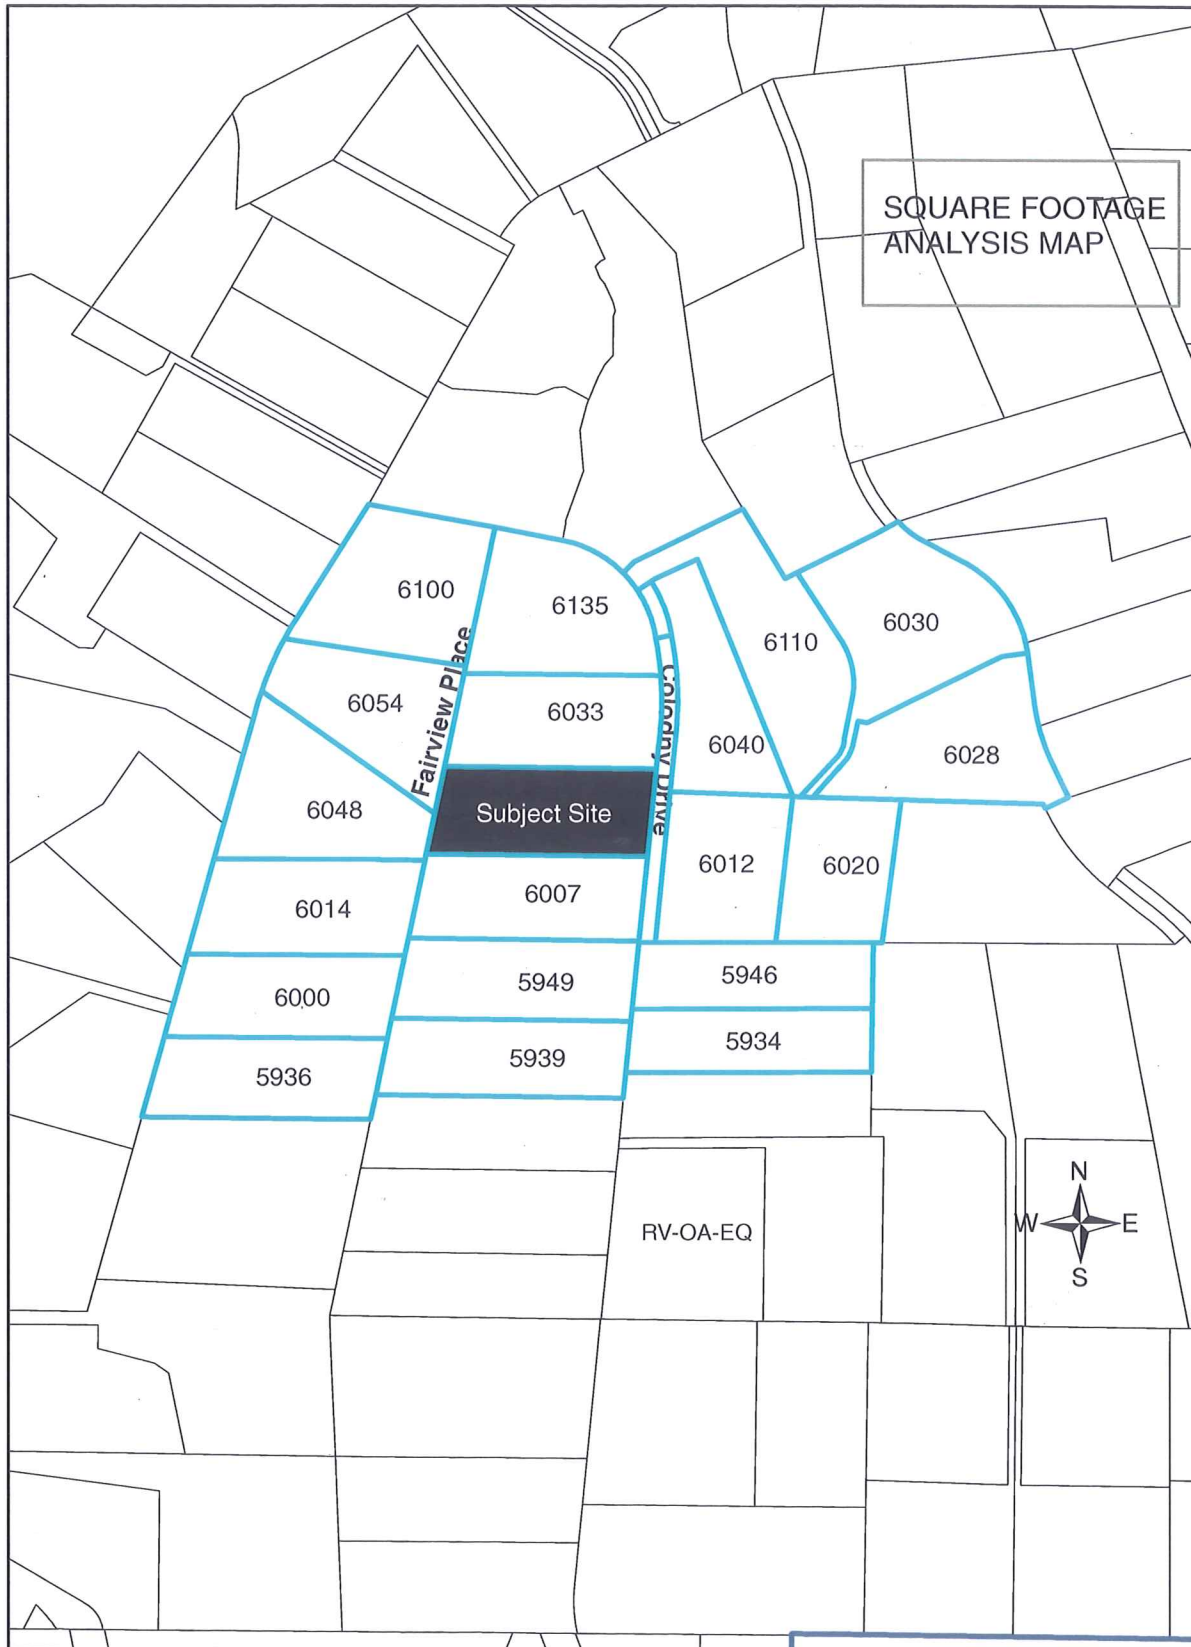 SQUARE FOOTAGE
ANALYSIS MAP
6100
6135
6110
6030
6054
Fairview Place
6033
Colodny Drive
6040
6028
6048
Subject Site
6012
6020
6007
6014
5949
5946
6000
5934
5939
5936
N
W
E
S
RV-OA-EQ